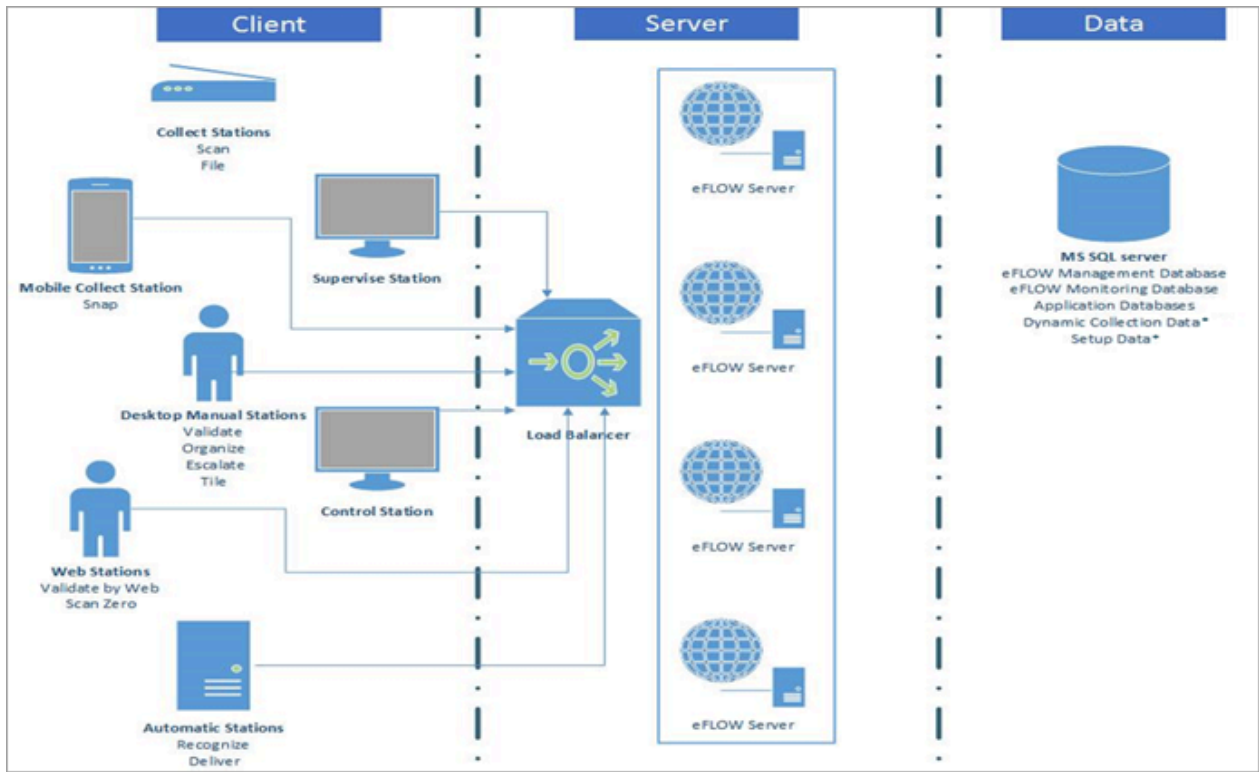 Client
Server
Data
Collect Stations
Scan
File
Mobile Collect Station
Snap
Supervise Station
Desktop Manual Stations
Validate
Organize
Escalate
Tile
Control Station
Web Stations
Validate by Web
Scan Zero
Automatic Stations
Recognize
Deliver
Load Balancer
eFLOW Server
eFLOW Server
eFLOW Server
eFLOW Server
MS SQL server
eFLOW Management Database
eFLOW Monitoring Database
Application Databases
Dynamic Collection Data*
Setup Data*